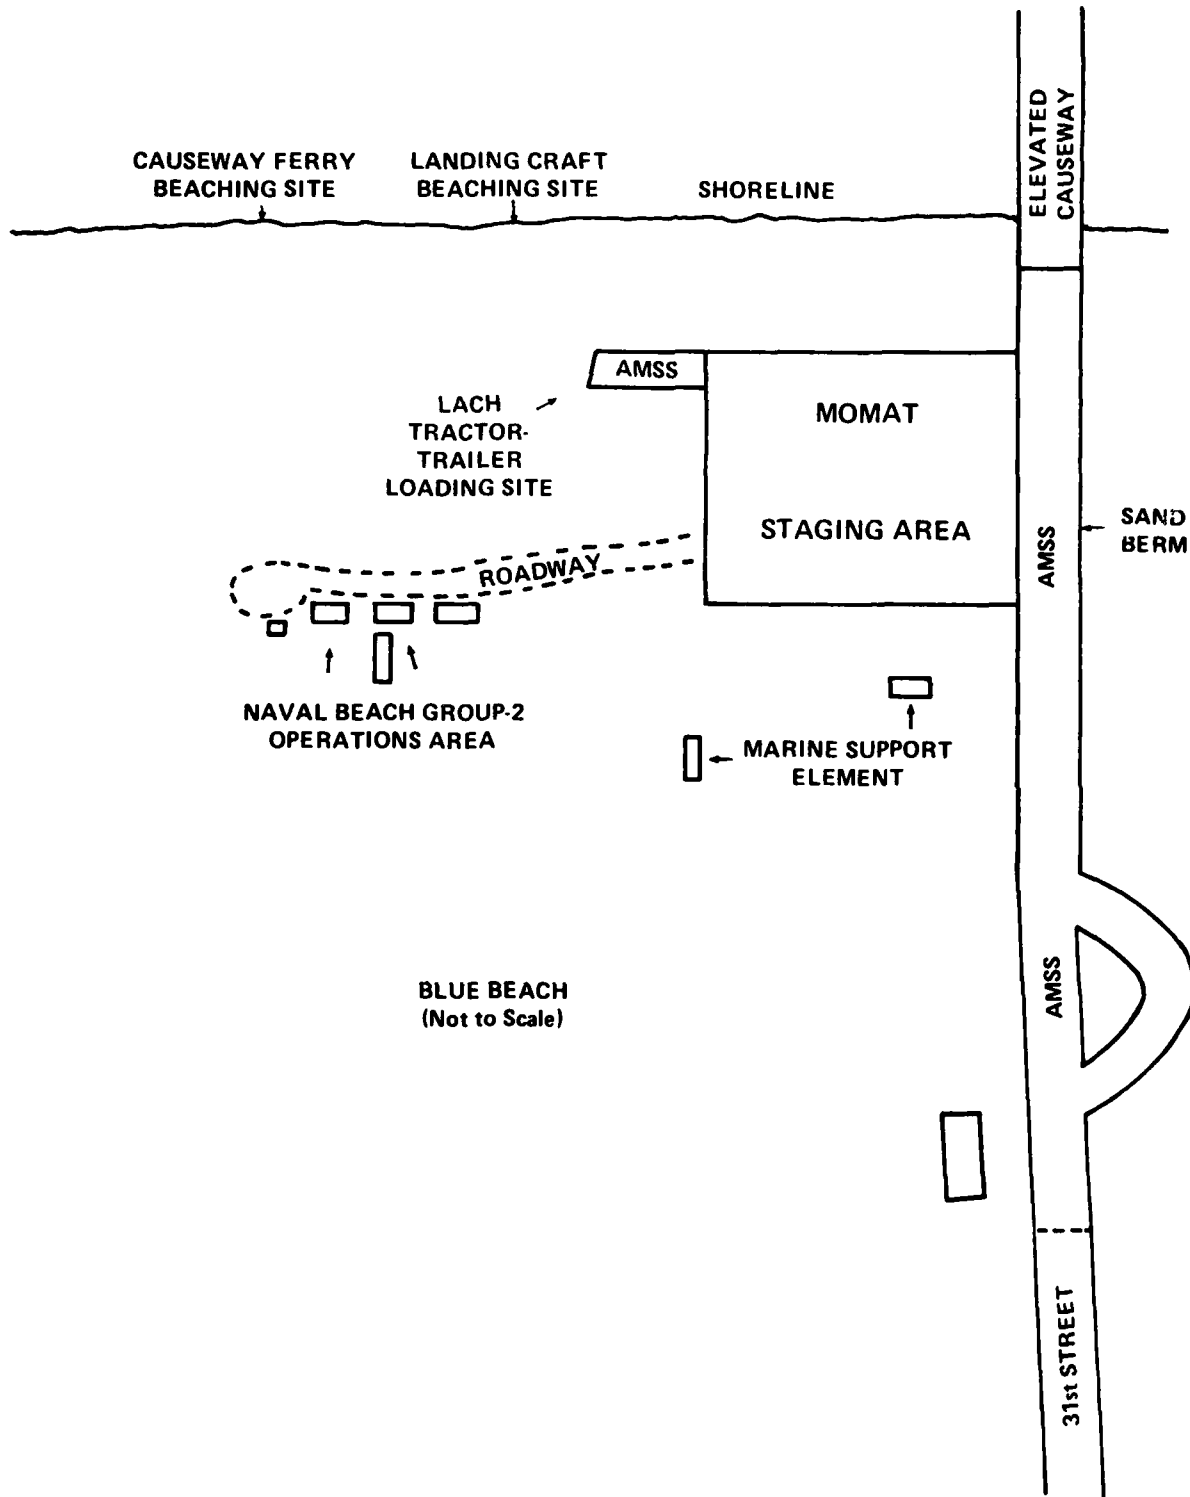 ELEVATED
CAUSEWAY
CAUSEWAY FERRY
BEACHING SITE
LANDING CRAFT
BEACHING SITE
SHORELINE
AMSS
MOMAT
LACH
TRACTOR-
TRAILER
LOADING SITE
STAGING AREA
AMSS
SAND
BERM
ROADWAY
NAVAL BEACH GROUP-2
OPERATIONS AREA
MARINE SUPPORT
ELEMENT
AMSS
BLUE BEACH
(Not to Scale)
31st STREET